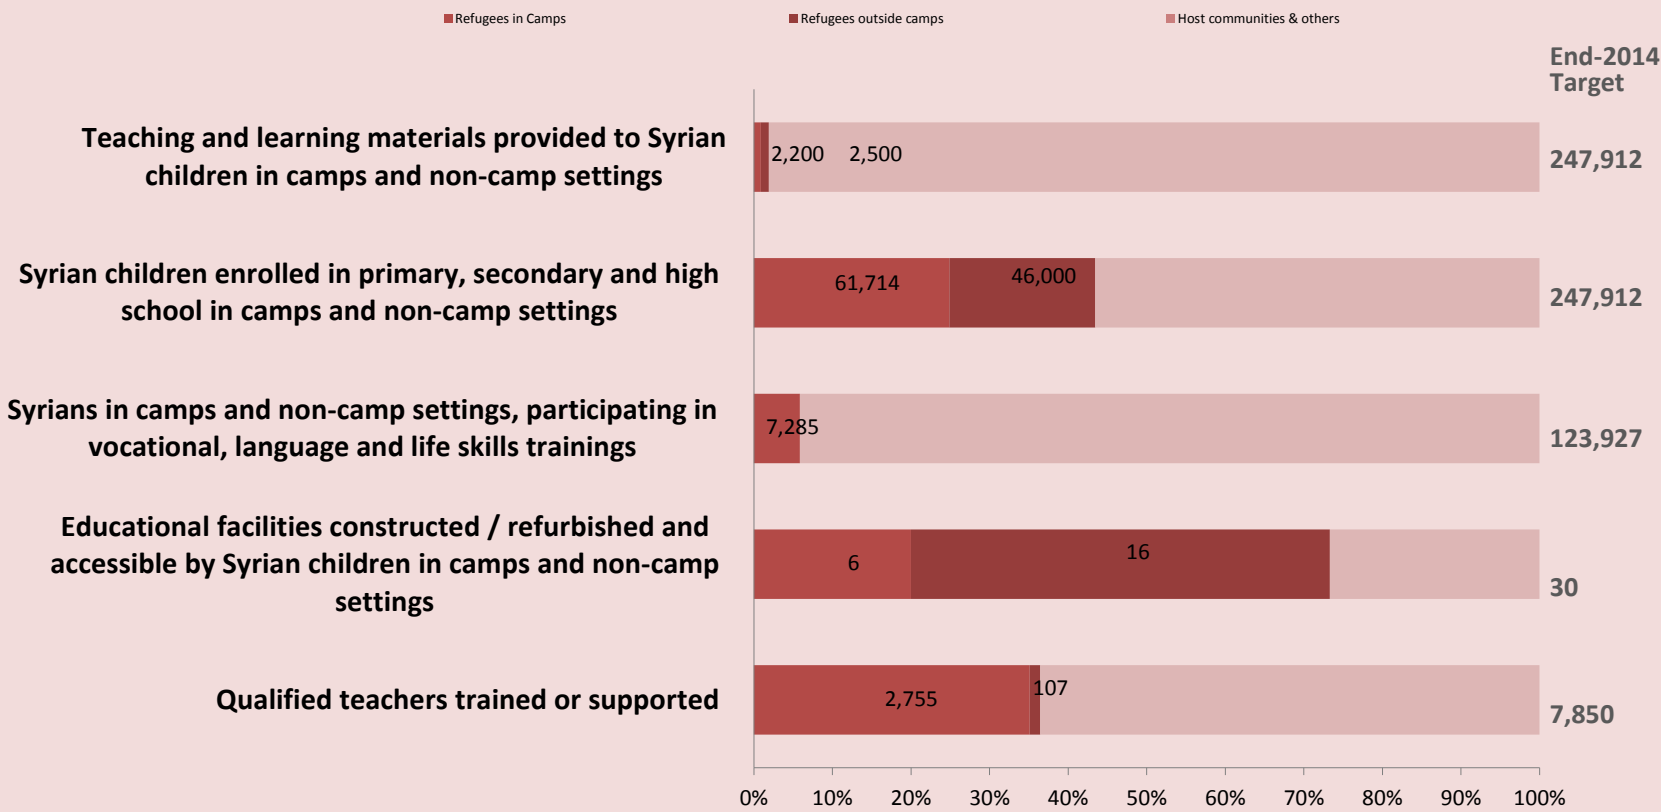 Refugees in Camps
Refugees outside camps
Host communities & others
End-2014
Target
Teaching and learning materials provided to Syrian
children in camps and non-camp settings
2,200
2,500
247,912
Syrian children enrolled in primary, secondary and high
school in camps and non-camp settings
61,714
46,000
247,912
Syrians in camps and non-camp settings, participating in
vocational, language and life skills trainings
7,285
123,927
Educational facilities constructed / refurbished and
accessible by Syrian children in camps and non-camp
settings
6
16
30
Qualified teachers trained or supported
2,755
107
7,850
0% 10% 20% 30% 40% 50% 60% 70% 80% 90% 100%